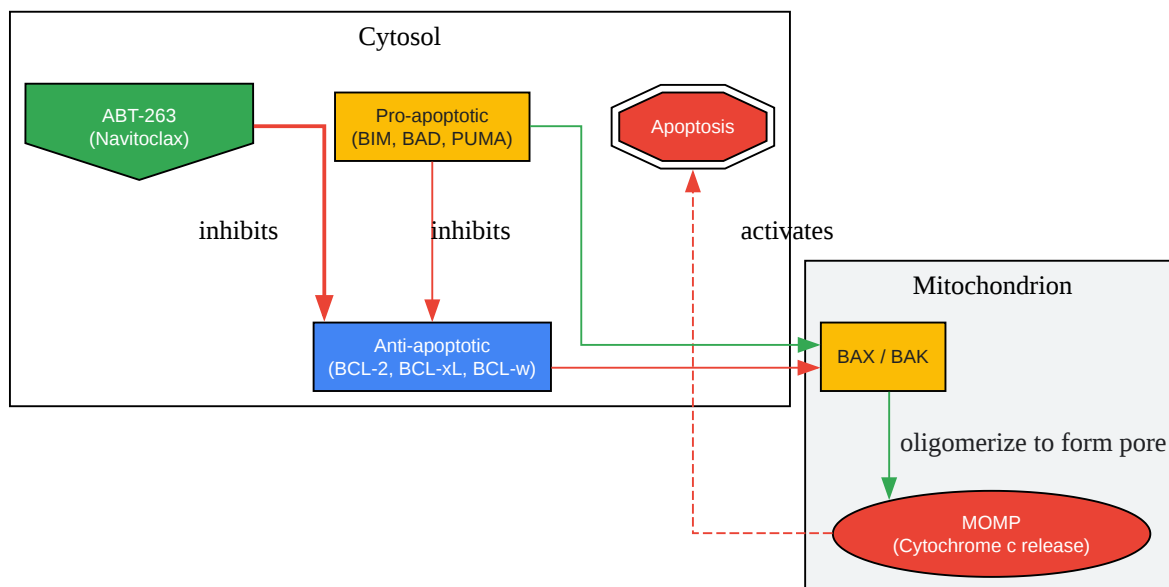 Cytosol
ABT-263
(Navitoclax)
Pro-apoptotic
(BIM, BAD, PUMA)
Apoptosis
inhibits
inhibits
activates
Mitochondrion
Anti-apoptotic
(BCL-2, BCL-xL, BCL-w)
BAX / BAK
oligomerize to form pore
MOMP
(Cytochrome c release)